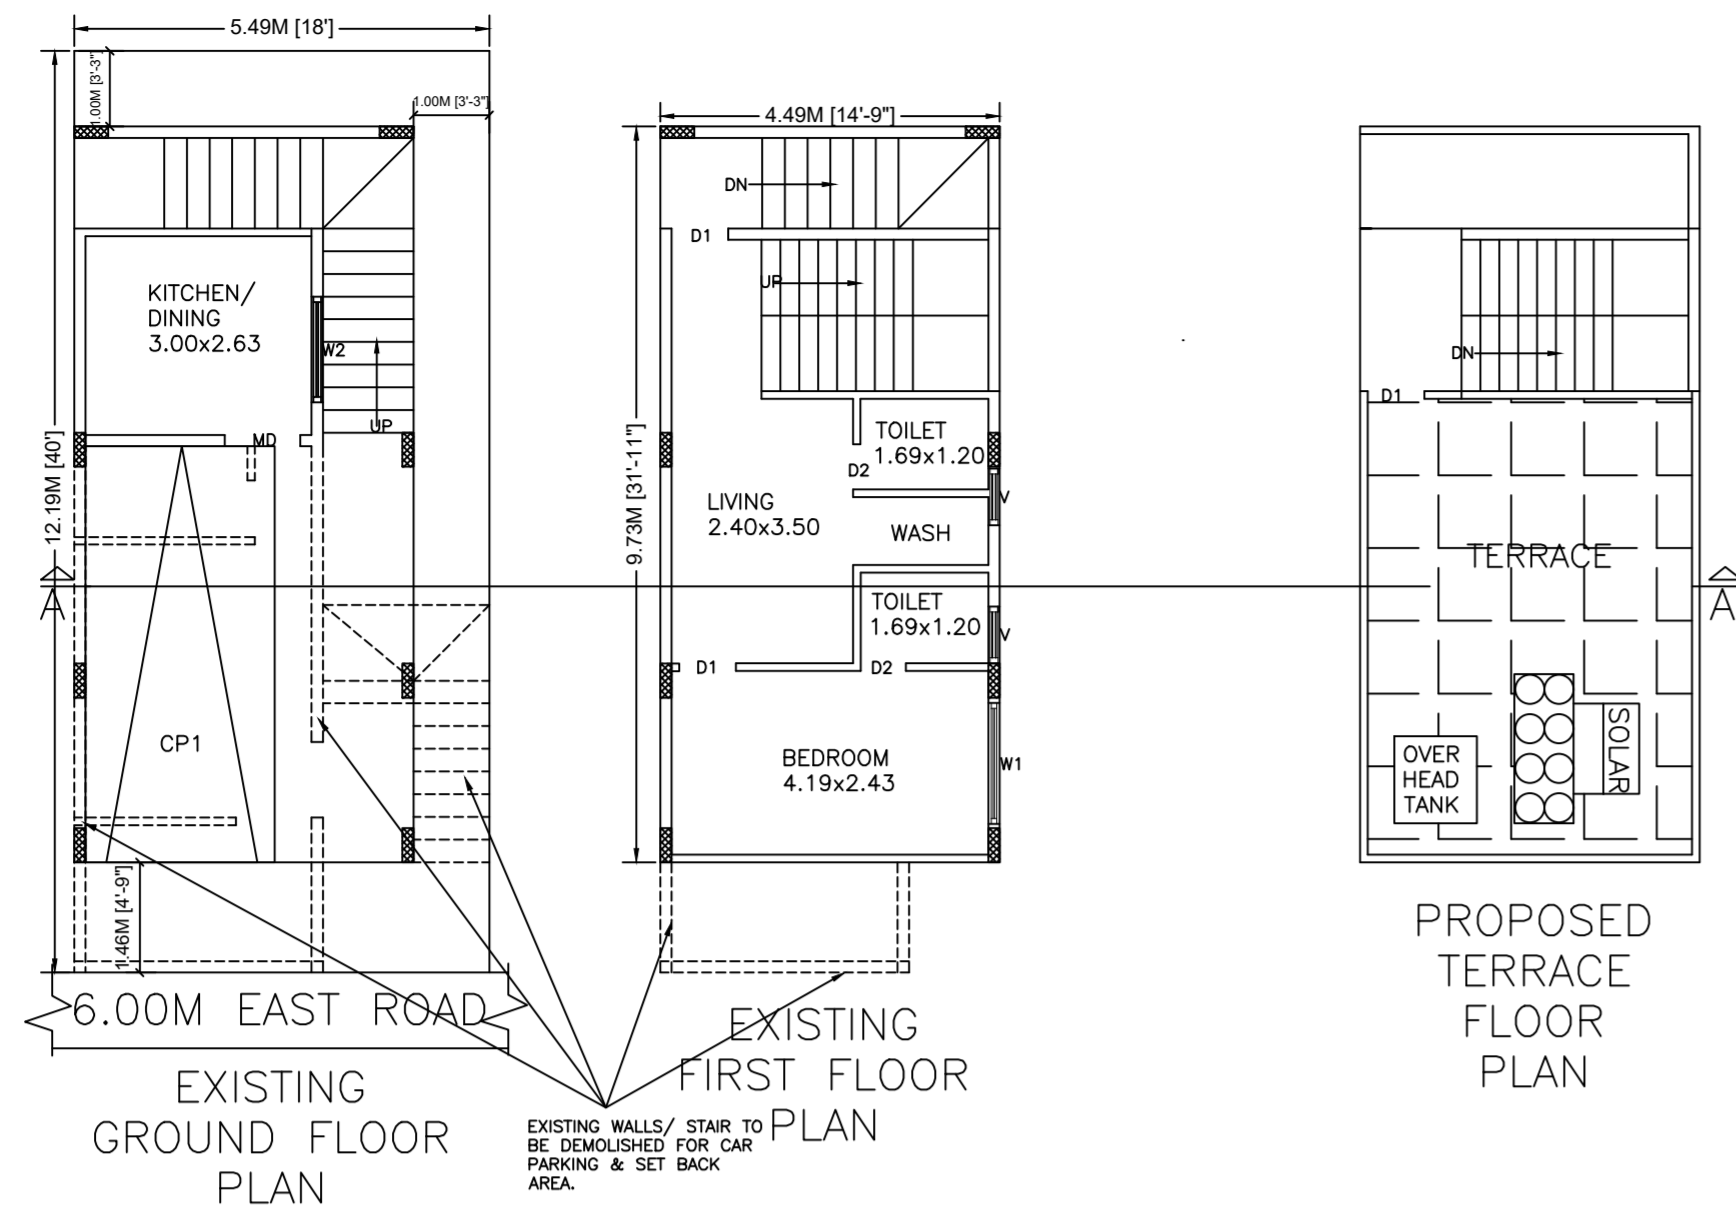 5.49M [18']
1.00M [3'-3"]
1.00M [3'-3"]
KITCHEN/
DINING
3.00x2.63
W2
UP
MD
12.19M [40']
A
CP1
1.46M [4'-9"]
6.00M EAST ROAD
EXISTING
GROUND FLOOR
PLAN
4.49M [14'-9"]
DN
D1
UP
9.73M [31'-11"]
TOILET
1.69x1.20
D2
V
LIVING
2.40x3.50
WASH
TOILET
1.69x1.20
V
D1
D2
BEDROOM
4.19x2.43
W1
EXISTING
FIRST FLOOR
PLAN
EXISTING WALLS/ STAIR TO
BE DEMOLISHED FOR CAR
PARKING & SET BACK
AREA.
DN
D1
TERRACE
A
OVER
HEAD
TANK
SOLAR
PROPOSED
TERRACE
FLOOR
PLAN